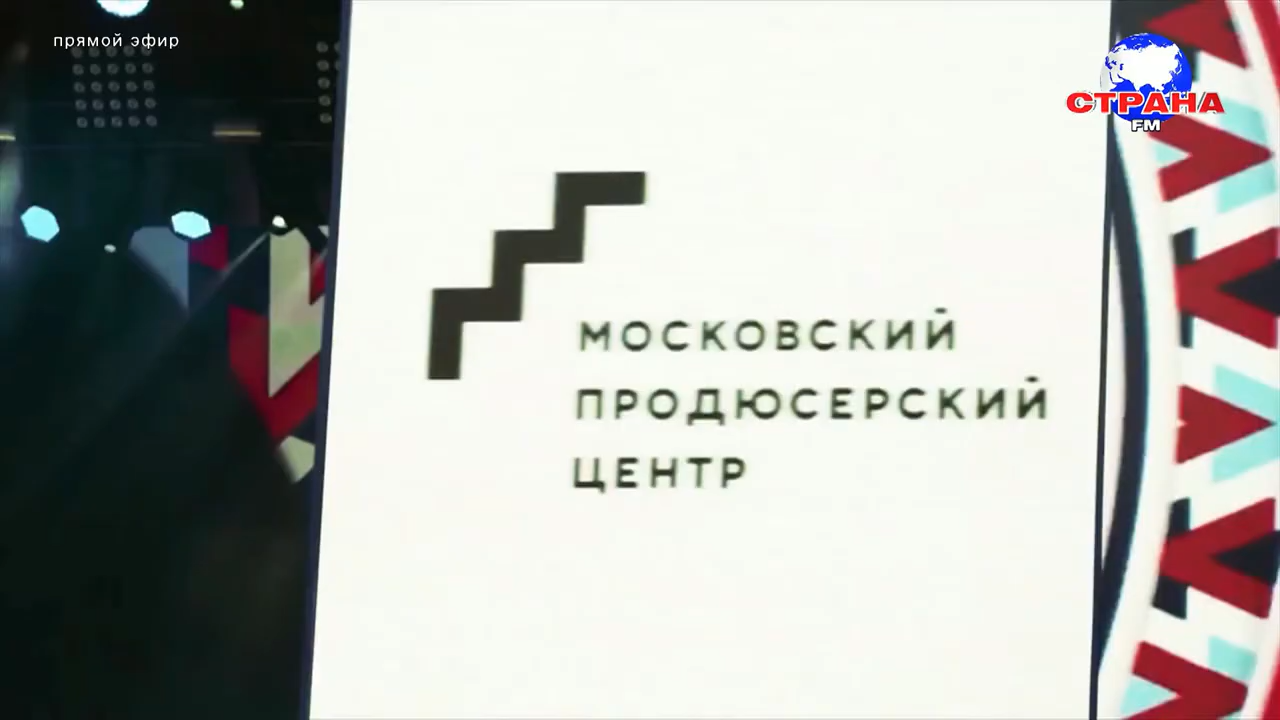 прямой эфир
СТРАНА
FM
МОСКОВСКИЙ
ПРОДЮСЕРСКИЙ
ЦЕНТР